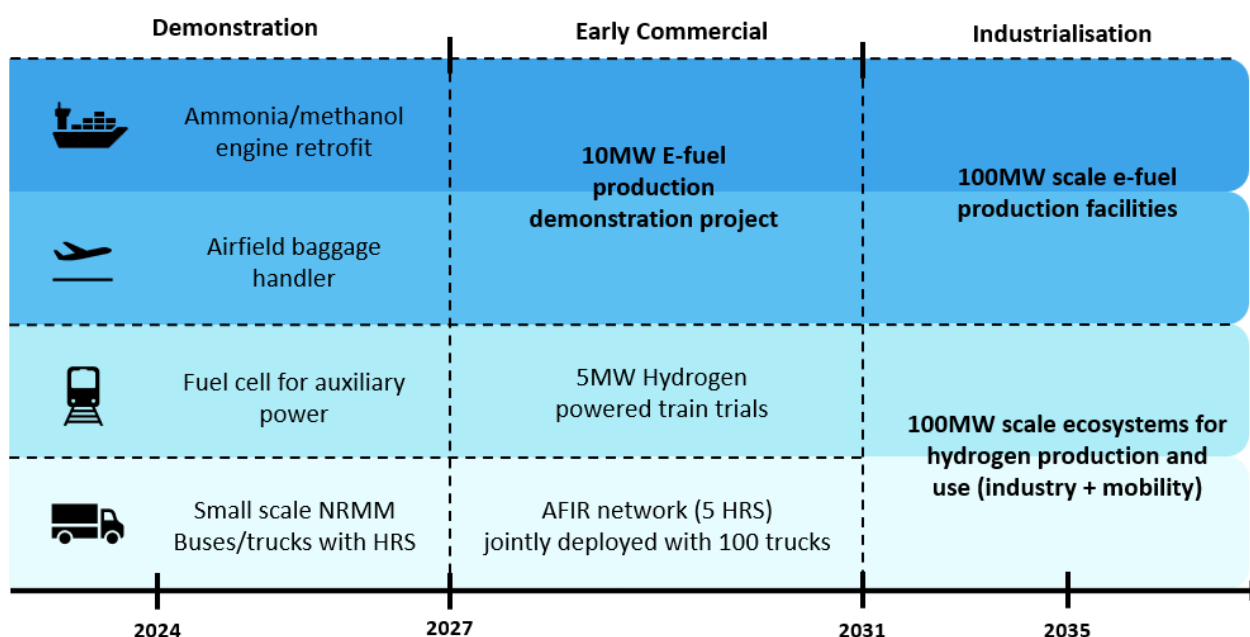 Demonstration
Early Commercial
Industrialisation
Ammonia/methanol
engine retrofit
10MW E-fuel
production
demonstration project
100MW scale e-fuel
production facilities
Airfield baggage
handler
Fuel cell for auxiliary
power
5MW Hydrogen
powered train trials
100MW scale ecosystems for
hydrogen production and
use (industry + mobility)
Small scale NRMM
Buses/trucks with HRS
AFIR network (5 HRS)
jointly deployed with 100 trucks
2024
2027
2031
2035